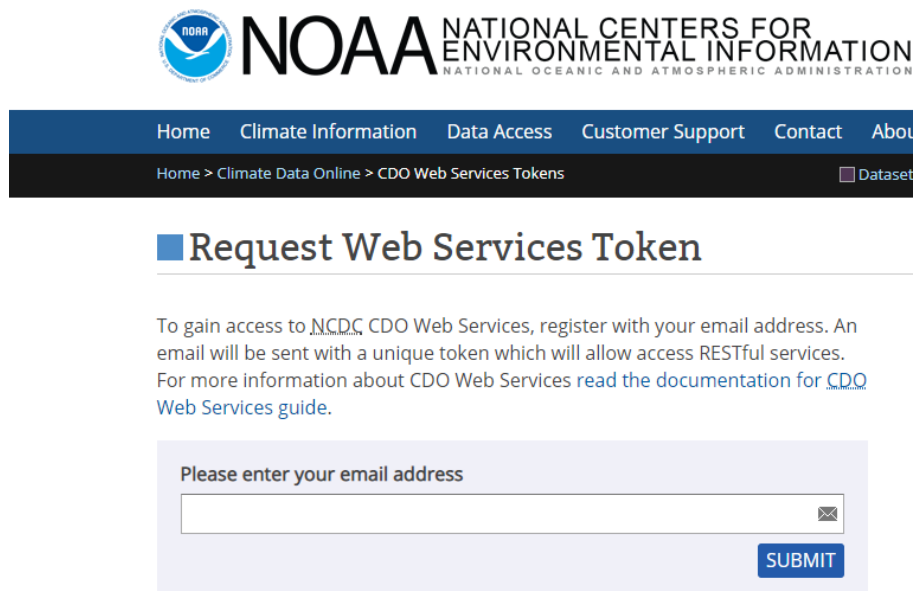 NOAA
NOAA NATIONAL CENTERS FOR
ENVIRONMENTAL INFORMATION
NATIONAL OCEANIC AND ATMOSPHERIC ADMINISTRATION
Home Climate Information Data Access Customer Support Contact Abou
Home > Climate Data Online > CDO Web Services Tokens Dataset
Request Web Services Token
To gain access to NCDC CDO Web Services, register with your email address. An
email will be sent with a unique token which will allow access RESTful services.
For more information about CDO Web Services read the documentation for CDO
Web Services guide.
Please enter your email address
SUBMIT